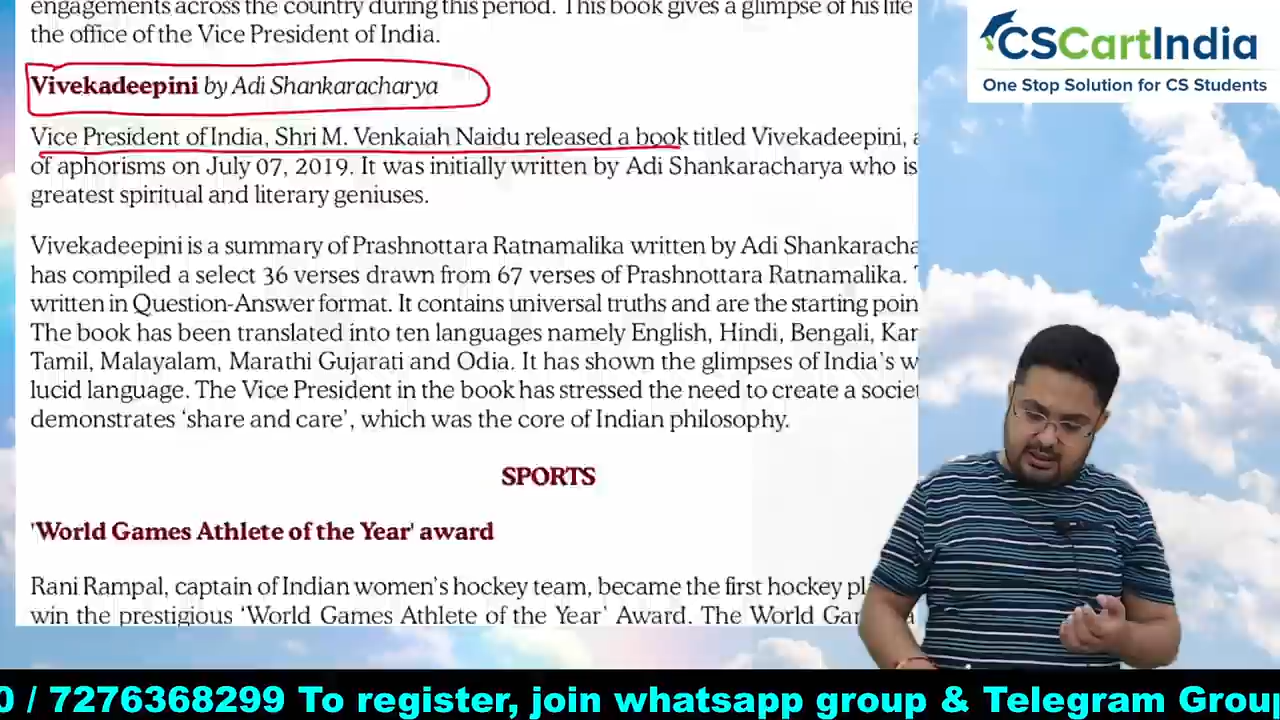 engagements across the country during this period. This book gives a glimpse of his life
the office of the Vice President of India.
Vivekadeepini by Adi Shankaracharya
Vice President of India, Shri M. Venkaiah Naidu released a book titled Vivekadeepini, a
of aphorisms on July 07, 2019. It was initially written by Adi Shankaracharya who is
greatest spiritual and literary geniuses.
Vivekadeepini is a summary of Prashnottara Ratnamalika written by Adi Shankaracha
has compiled a select 36 verses drawn from 67 verses of Prashnottara Ratnamalika.
written in Question-Answer format. It contains universal truths and are the starting poin
The book has been translated into ten languages namely English, Hindi, Bengali, Kan
Tamil, Malayalam, Marathi Gujarati and Odia. It has shown the glimpses of India's w
lucid language. The Vice President in the book has stressed the need to create a societ
demonstrates 'share and care', which was the core of Indian philosophy.
SPORTS
'World Games Athlete of the Year' award
Rani Rampal, captain of Indian women's hockey team, became the first hockey pl
win the prestigious 'World Games Athlete of the Year' Award. The World Gam
CSCartIndia
One Stop Solution for CS Students
0 / 7276368299 To register, join whatsapp group & Telegram Group